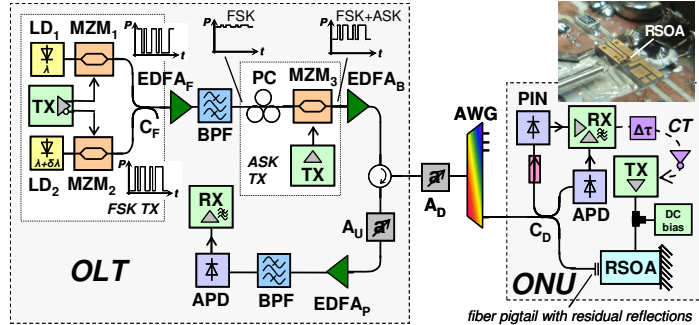 LD1
MZM1
P
t
λ
TX
CF
LD2
MZM2
λ+δλ
P
t
FSK TX
EDFAF
BPF
P
FSK
t
PC
MZM3
FSK+ASK
P
t
EDFAB
ASK
TX
TX
RX
APD
BPF
EDFAP
AU
a
OLT
AD
a
AWG
RSOA
PIN
RX
Δτ
CT
APD
TX
DC
bias
CD
RSOA
ONU
fiber pigtail with residual reflections